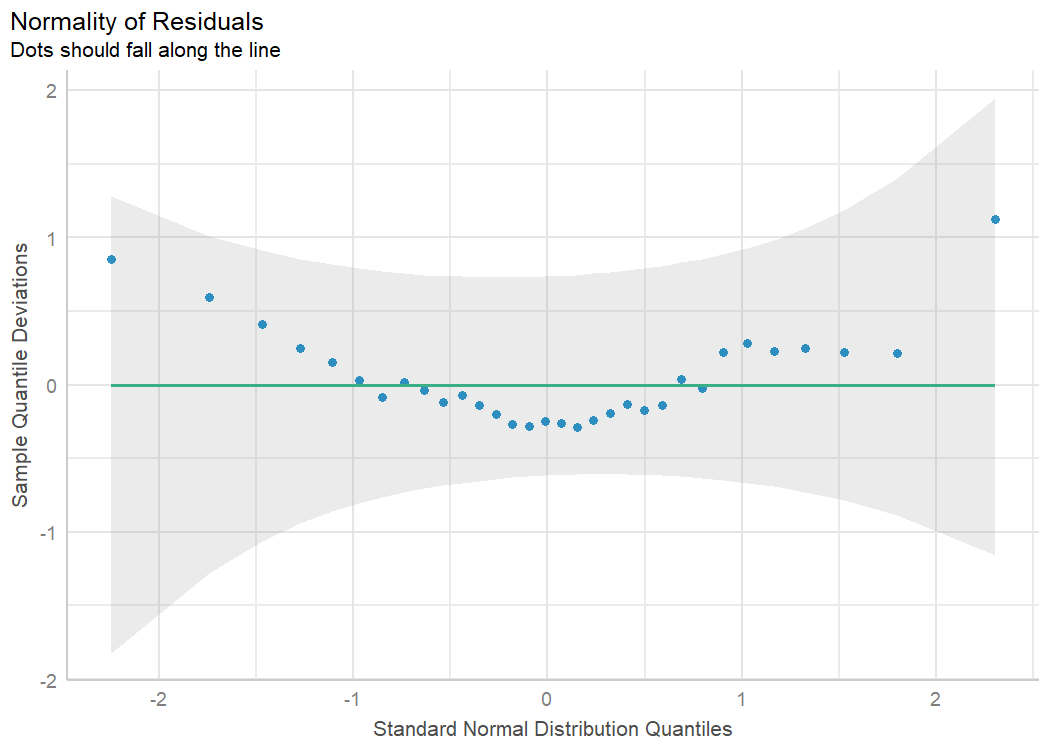 Normality of Residuals
Dots should fall along the line
2
1
0
-1
-2
Sample Quantile Deviations
-2
-1
0
1
2
Standard Normal Distribution Quantiles